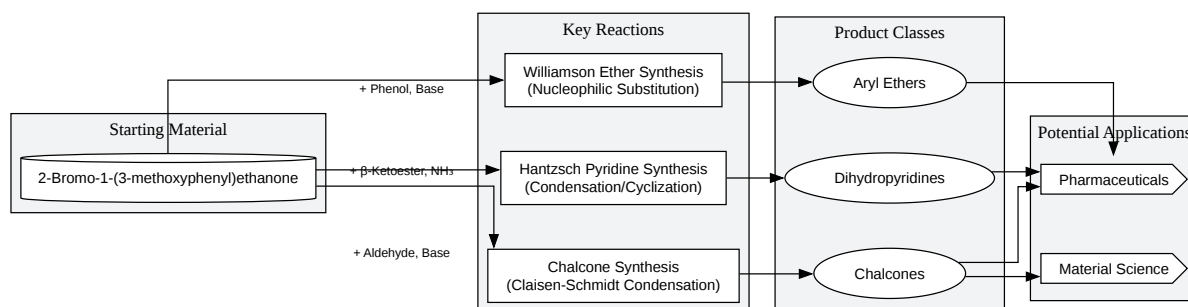 Key Reactions
Product Classes
Williamson Ether Synthesis
(Nucleophilic Substitution)
Aryl Ethers
+ Phenol, Base
Starting Material
Potential Applications
2-Bromo-1-(3-methoxyphenyl)ethanone
+ β-Ketoester, NH₃
Hantzsch Pyridine Synthesis
(Condensation/Cyclization)
Dihydropyridines
Pharmaceuticals
+ Aldehyde, Base
Chalcone Synthesis
(Claisen-Schmidt Condensation)
Chalcones
Material Science